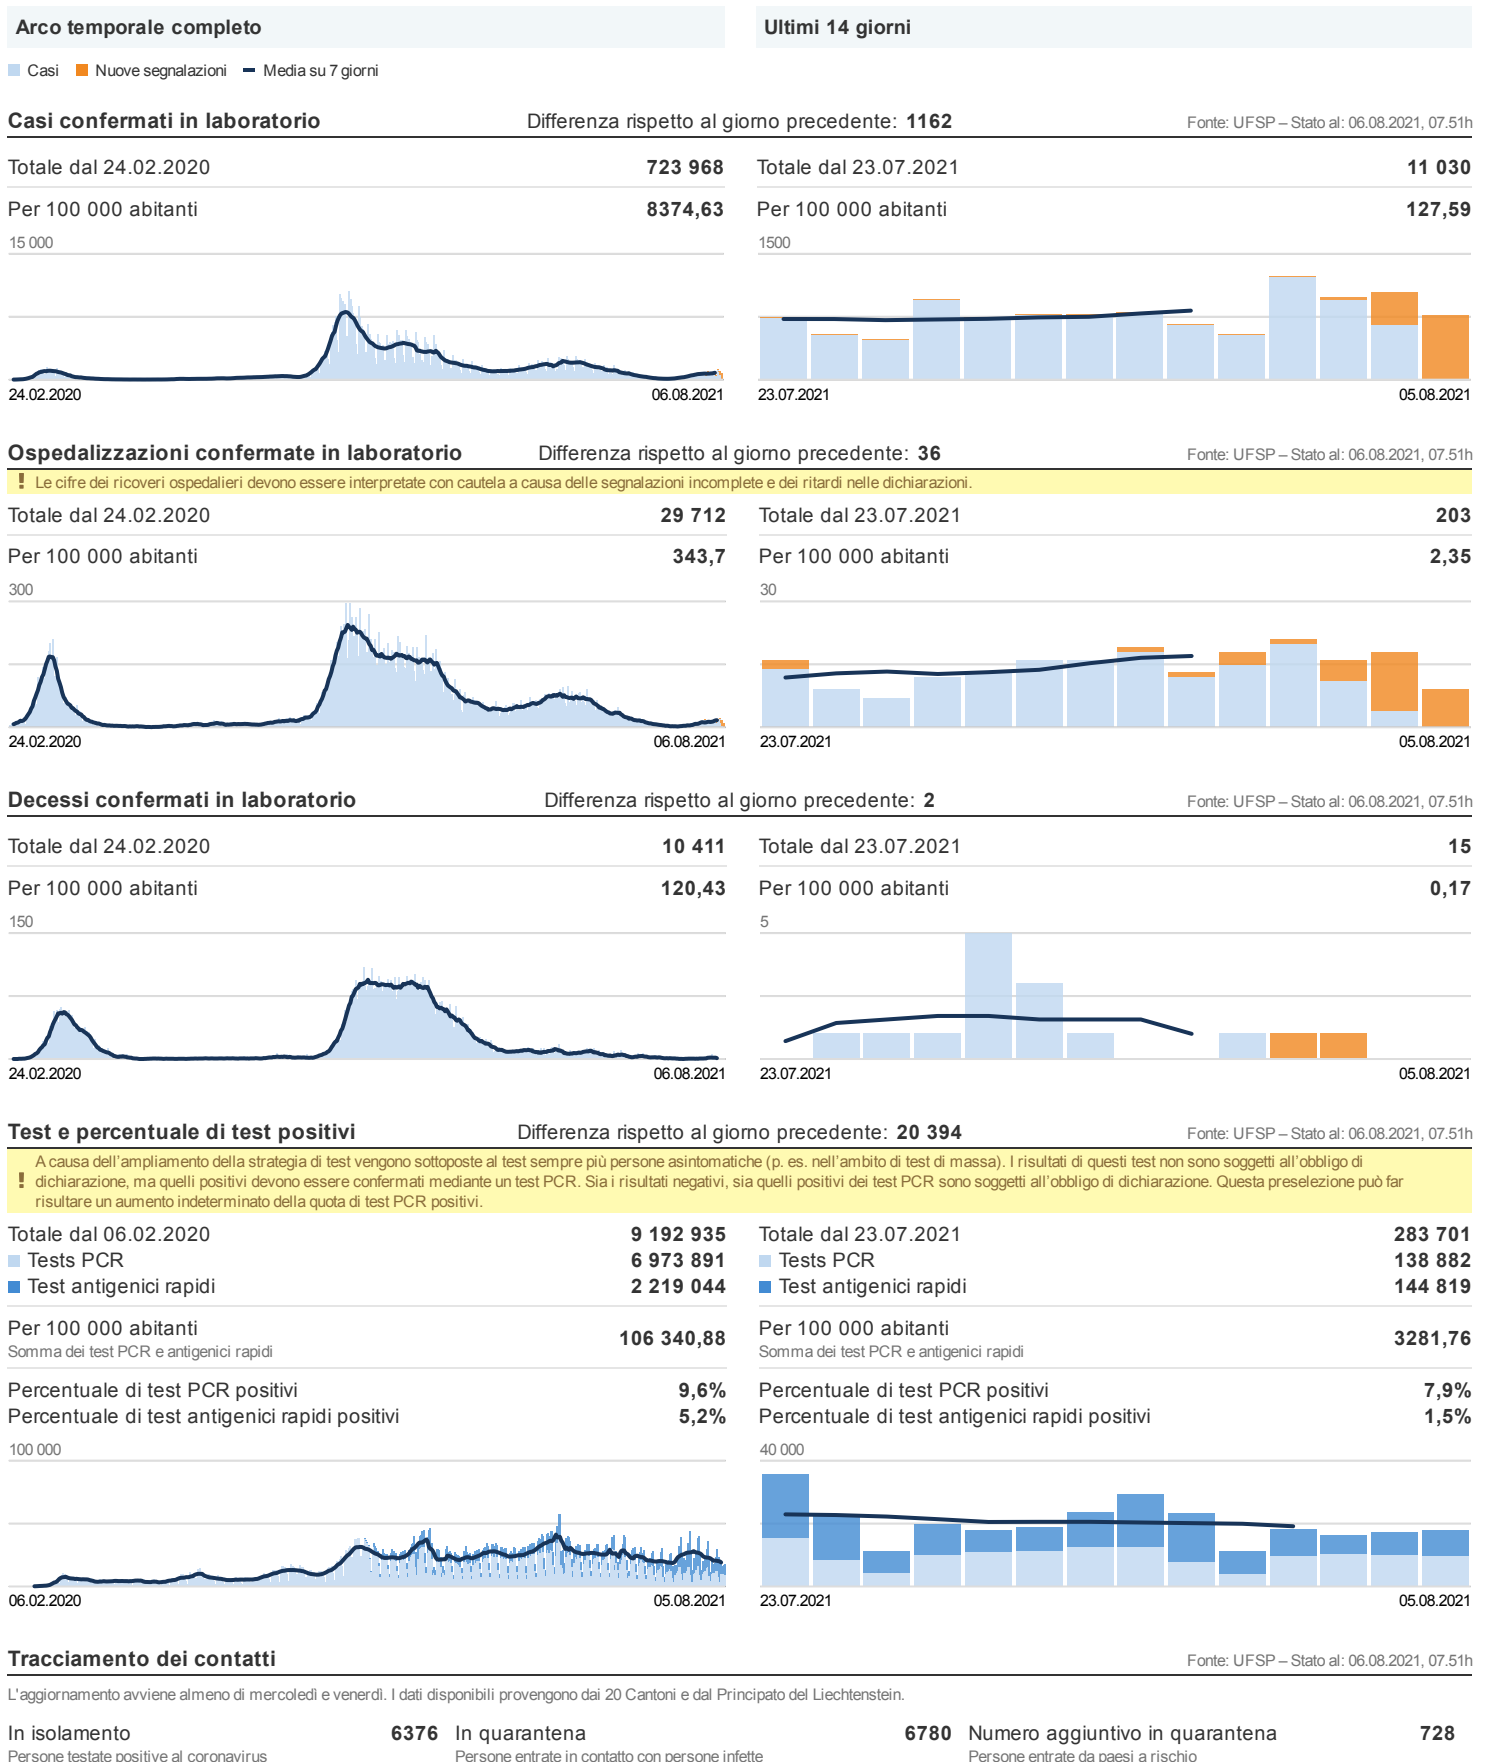 Arco temporale completo
Ultimi 14 giorni
Casi Nuove segnalazioni Media su 7 giorni
Casi confermati in laboratorio Differenza rispetto al giorno precedente: 1162 Fonte: UFSP – Stato al: 06.08.2021, 07.51h
Totale dal 24.02.2020 723 968
Per 100 000 abitanti 8374,63
15 000
24.02.2020 06.08.2021
Totale dal 23.07.2021 11 030
Per 100 000 abitanti 127,59
1500
23.07.2021 05.08.2021
Ospedalizzazioni confermate in laboratorio Differenza rispetto al giorno precedente: 36 Fonte: UFSP – Stato al: 06.08.2021, 07.51h
! Le cifre dei ricoveri ospedalieri devono essere interpretate con cautela a causa delle segnalazioni incomplete e dei ritardi nelle dichiarazioni.
Totale dal 24.02.2020 29 712
Per 100 000 abitanti 343,7
300
24.02.2020 06.08.2021
Totale dal 23.07.2021 203
Per 100 000 abitanti 2,35
30
23.07.2021 05.08.2021
Decessi confermati in laboratorio Differenza rispetto al giorno precedente: 2 Fonte: UFSP – Stato al: 06.08.2021, 07.51h
Totale dal 24.02.2020 10 411
Per 100 000 abitanti 120,43
150
24.02.2020 06.08.2021
Totale dal 23.07.2021 15
Per 100 000 abitanti 0,17
5
23.07.2021 05.08.2021
Test e percentuale di test positivi Differenza rispetto al giorno precedente: 20 394 Fonte: UFSP – Stato al: 06.08.2021, 07.51h
A causa dell'ampliamento della strategia di test vengono sottoposte al test sempre più persone asintomatiche (p. es. nell'ambito di test di massa). I risultati di questi test non sono soggetti all'obbligo di
! dichiarazione, ma quelli positivi devono essere confermati mediante un test PCR. Sia i risultati negativi, sia quelli positivi dei test PCR sono soggetti all'obbligo di dichiarazione. Questa preselezione può far
risultare un aumento indeterminato della quota di test PCR positivi.
Totale dal 06.02.2020 9 192 935
Tests PCR 6 973 891
Test antigenici rapidi 2 219 044
Per 100 000 abitanti 106 340,88
Somma dei test PCR e antigenici rapidi
Percentuale di test PCR positivi 9,6%
Percentuale di test antigenici rapidi positivi 5,2%
100 000
06.02.2020 05.08.2021
Totale dal 23.07.2021 283 701
Tests PCR 138 882
Test antigenici rapidi 144 819
Per 100 000 abitanti 3281,76
Somma dei test PCR e antigenici rapidi
Percentuale di test PCR positivi 7,9%
Percentuale di test antigenici rapidi positivi 1,5%
40 000
23.07.2021 05.08.2021
Tracciamento dei contatti Fonte: UFSP – Stato al: 06.08.2021, 07.51h
L'aggiornamento avviene almeno di mercoledì e venerdì. I dati disponibili provengono dai 20 Cantoni e dal Principato del Liechtenstein.
In isolamento 6376 In quarantena 6780 Numero aggiuntivo in quarantena 728
Persone testate positive al coronavirus Persone entrate in contatto con persone infette Persone entrate da paesi a rischio